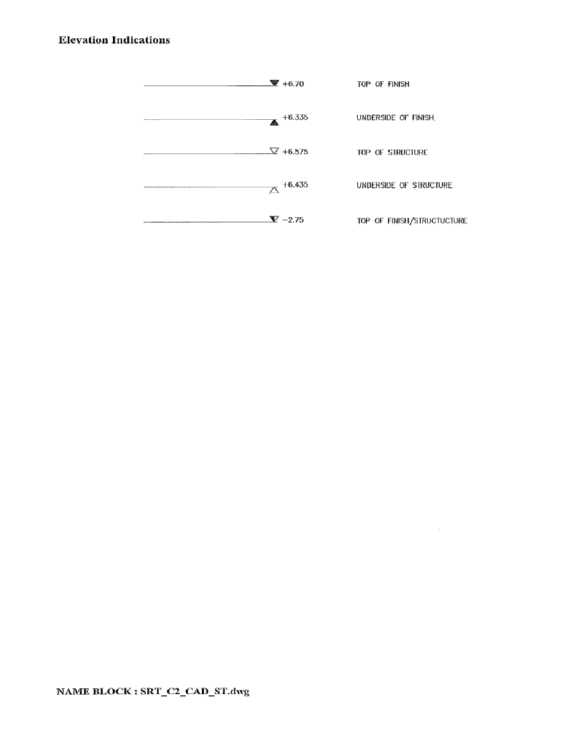 Elevation Indications
+6.70 TOP OF FINISH
+6.335 UNDERSIDE OF FINISH.
+6.575 TOP OF STRUCTURE
+6.435 UNDERSIDE OF STRUCTURE
-2.75 TOP OF FINISH/STRUCTUCTURE
NAME BLOCK : SRT_C2_CAD_ST.dwg